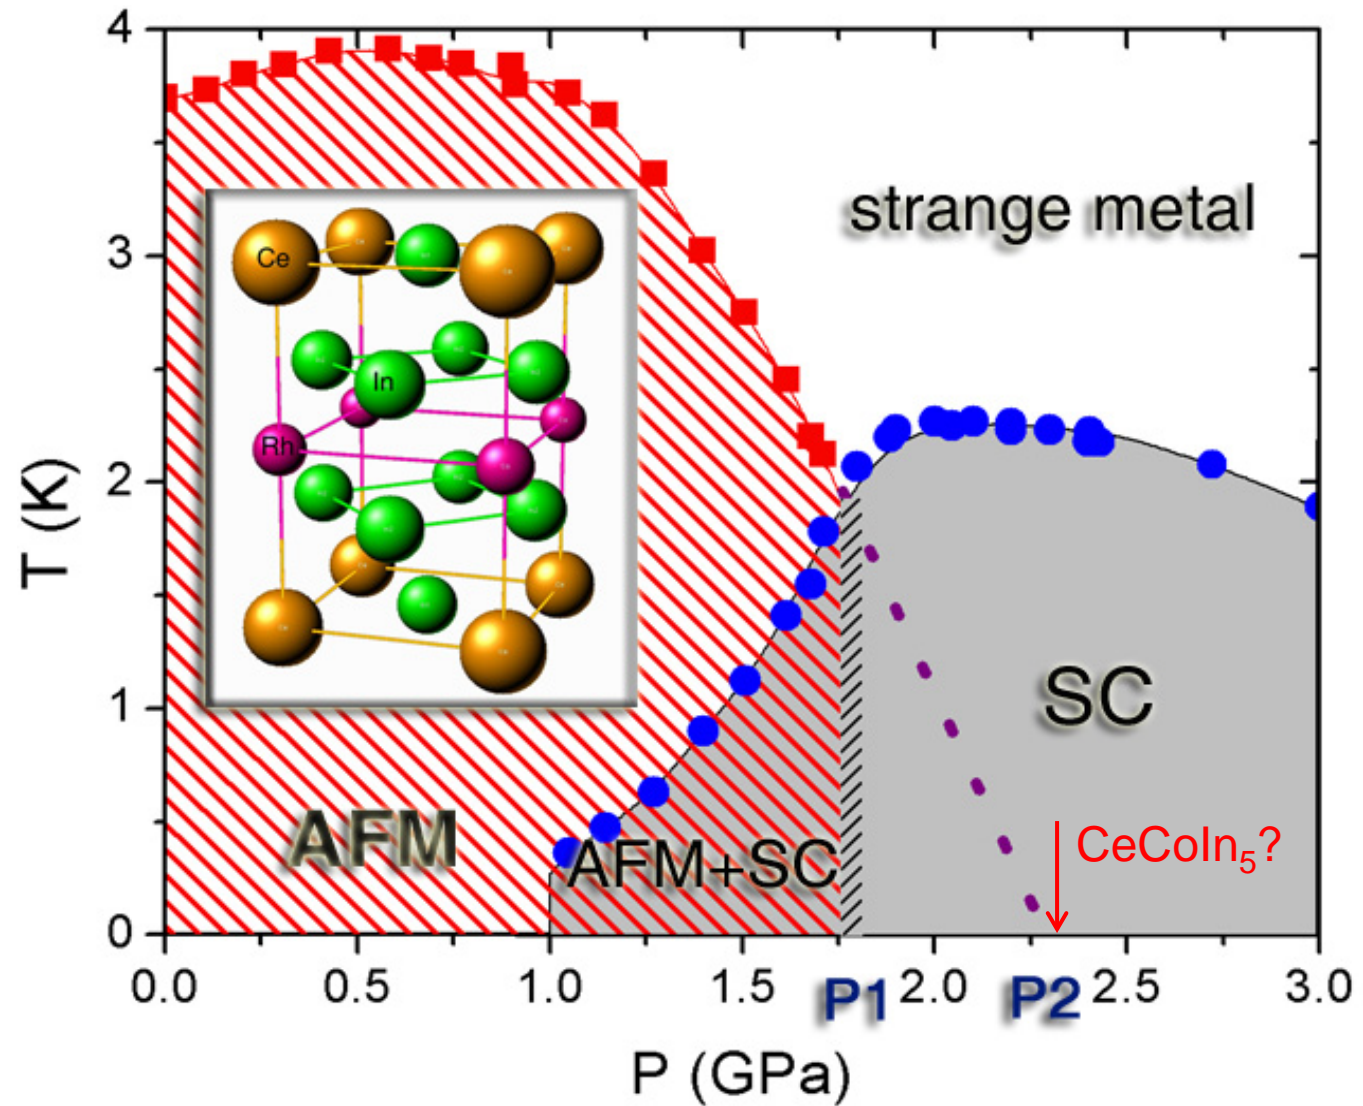 4
3
2
1
0
T (K)
strange metal
Ce
In
Rh
SC
AFM
AFM+SC
CeCoIn₅?
0.0 0.5 1.0 1.5 P1 2.0 P2 2.5 3.0
P (GPa)